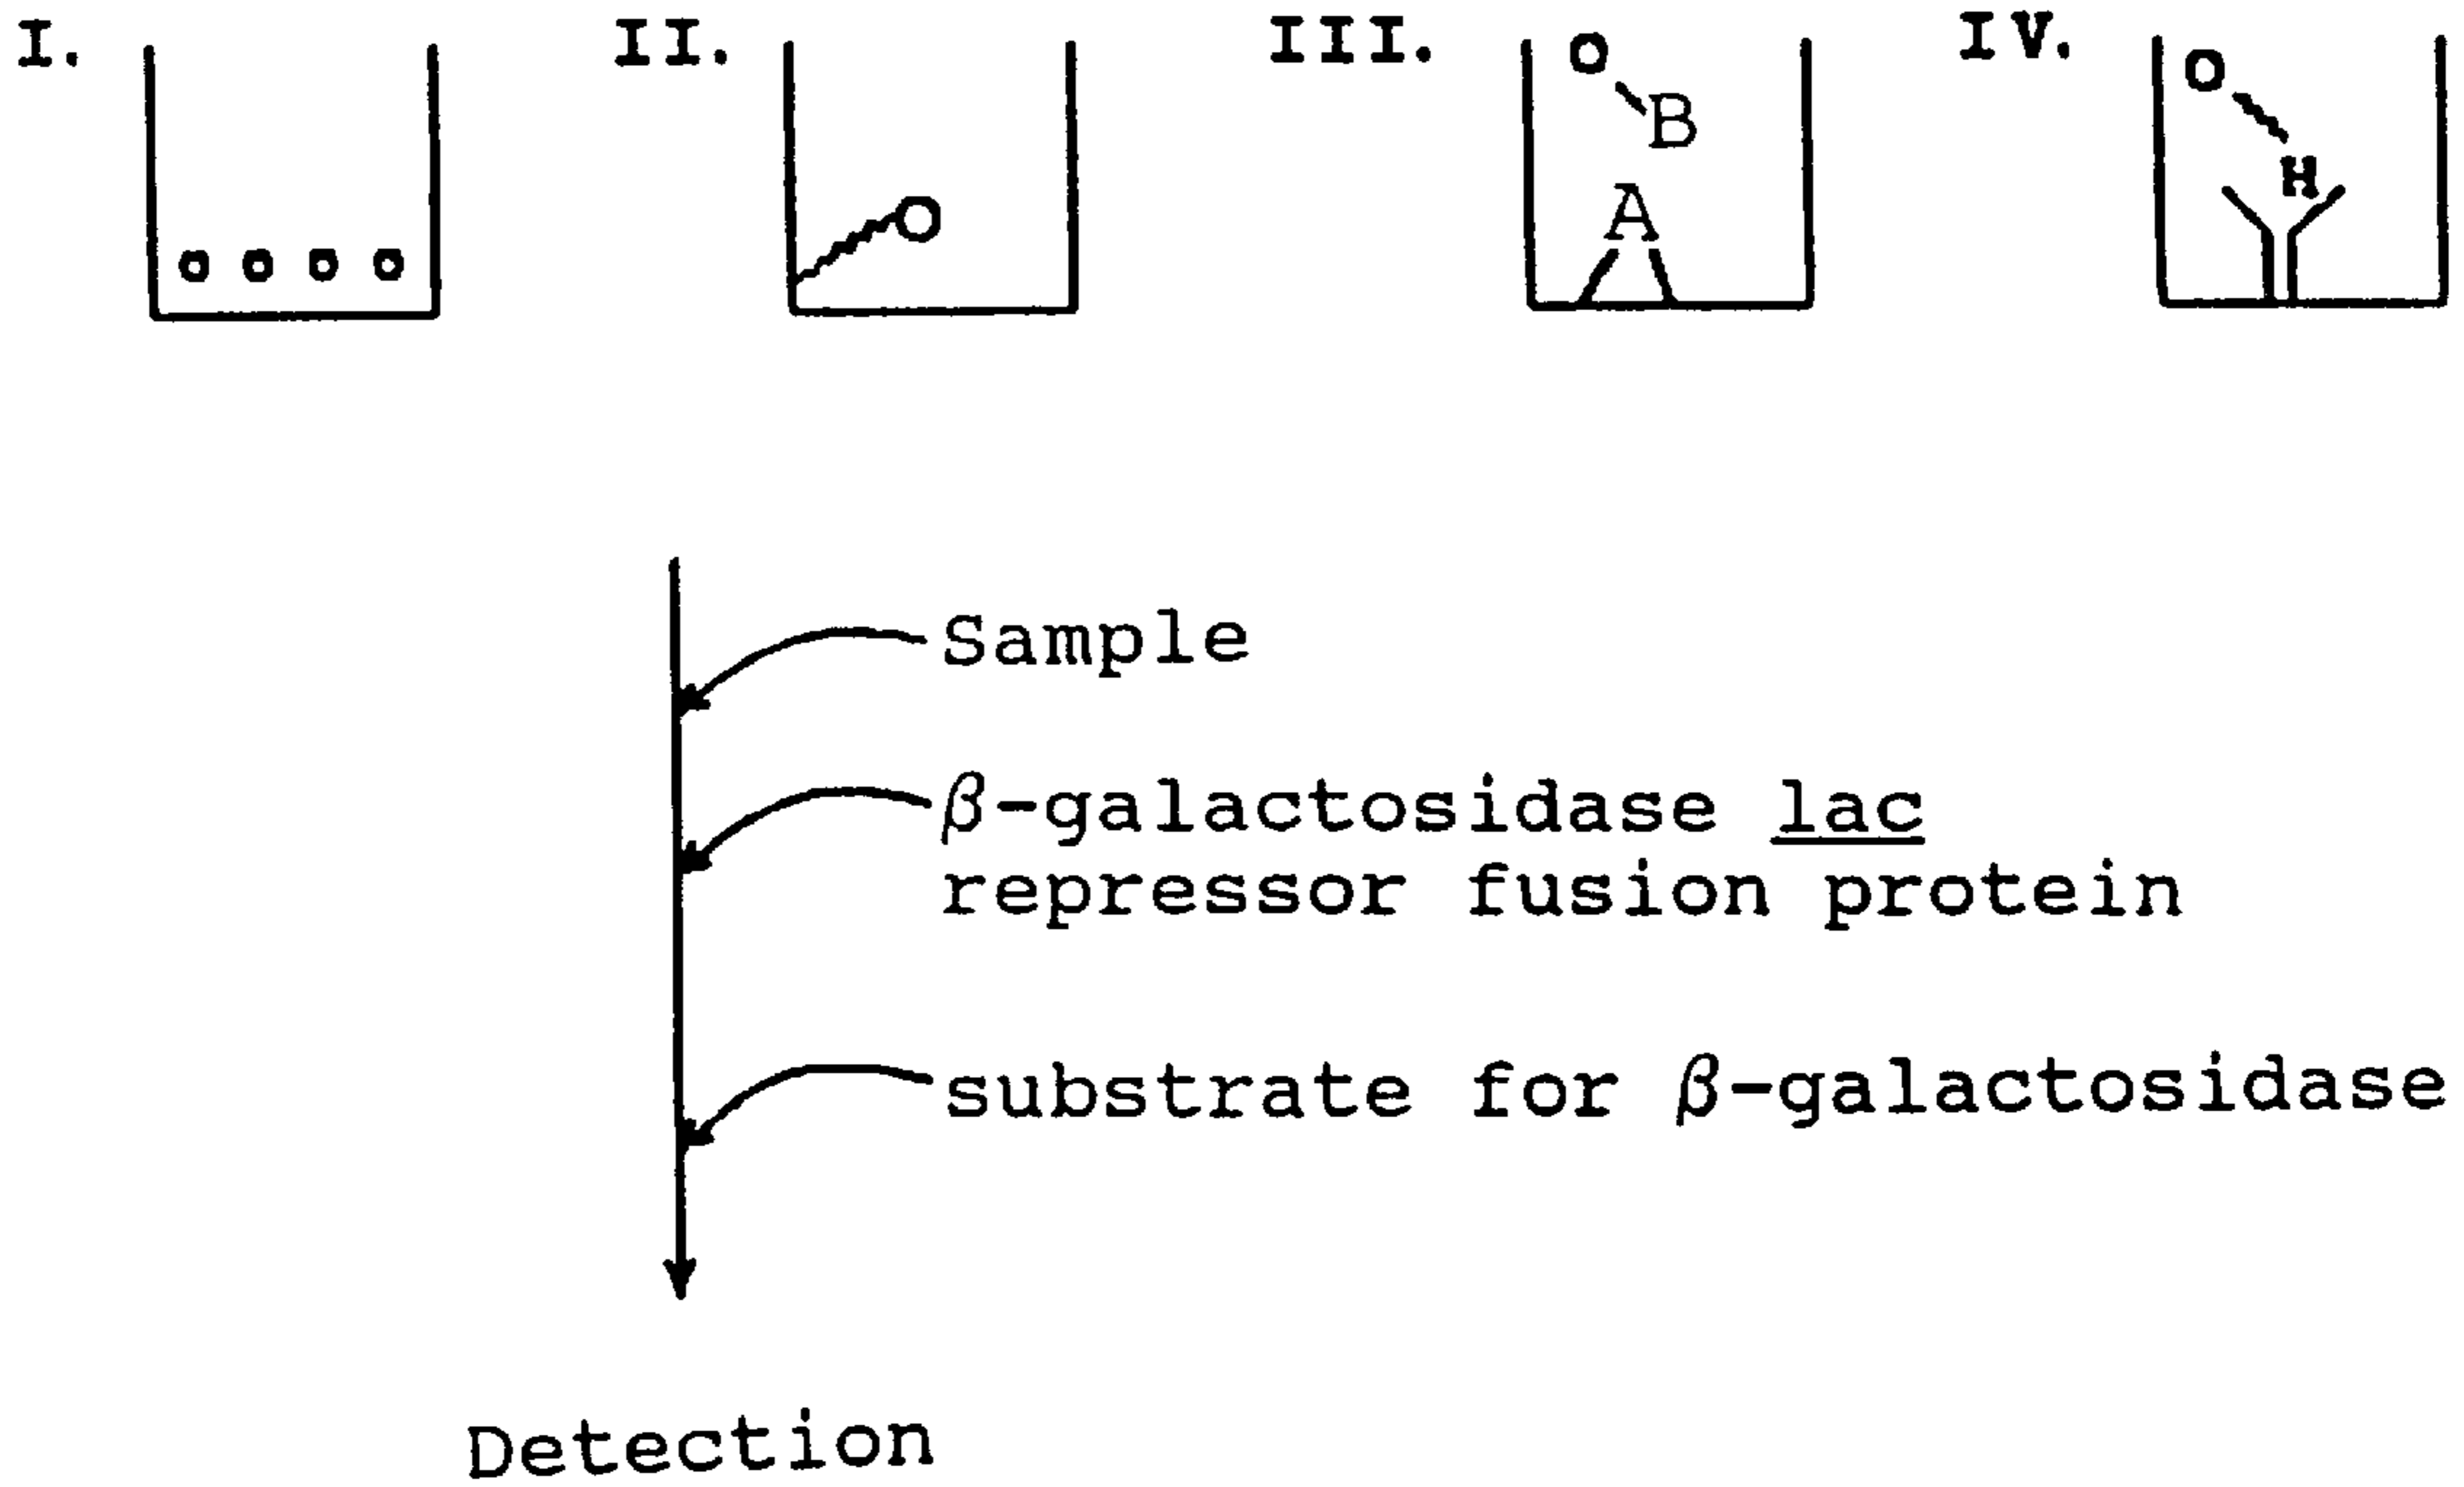 I. II. III. IV.
o o o o
O
O
B
A
O
H
Sample
β-galactosidase lac
repressor fusion protein
substrate for β-galactosidase
Detection